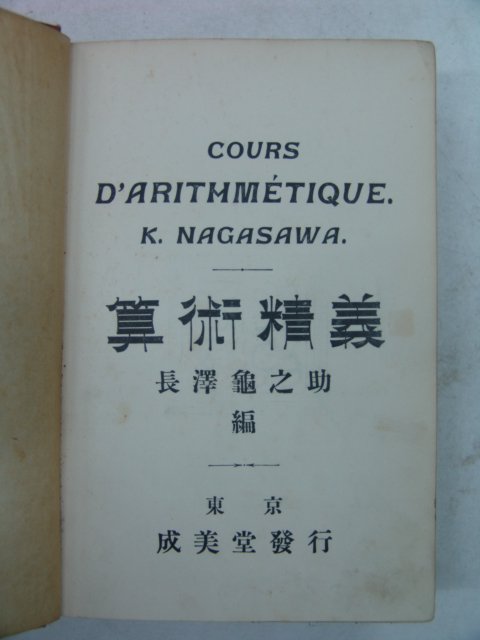 COURS
D'ARITHMÉTIQUE.
K. NAGASAWA.
算術精義
長澤龜之助
編
東京
成美堂發行